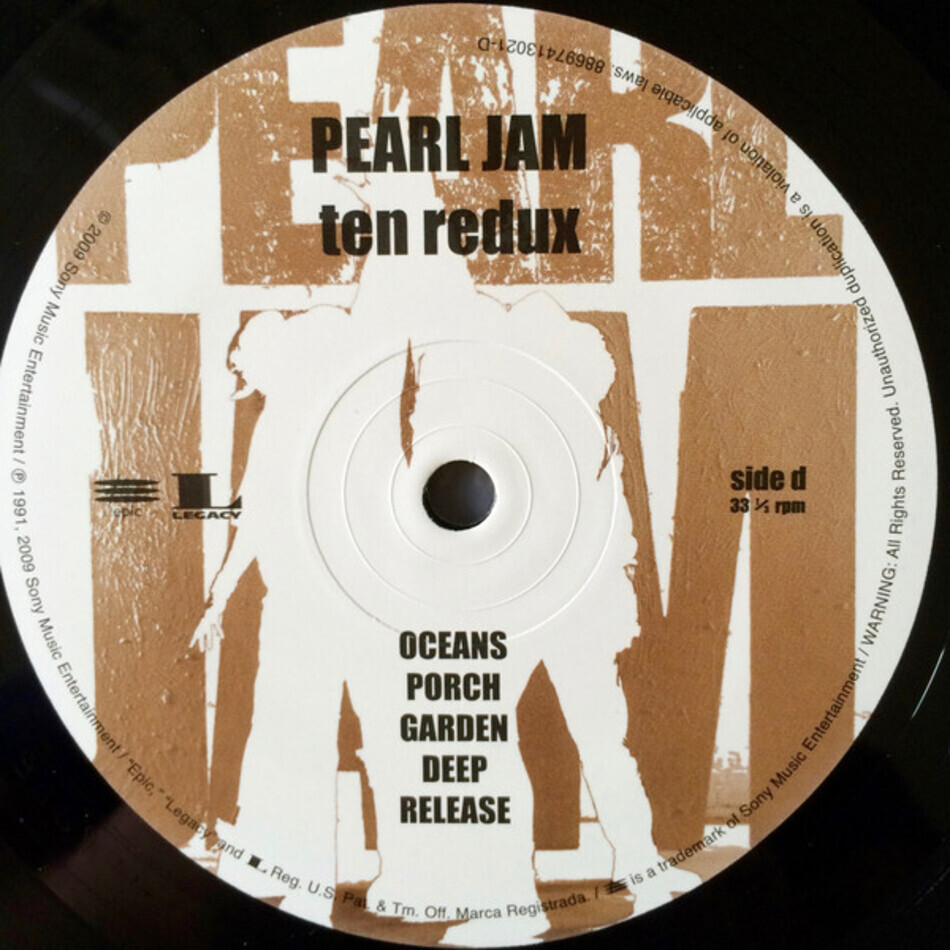 PEARL JAM
ten redux
side d
33 1/3 rpm
epic
L
LEGACY
OCEANS
PORCH
GARDEN
DEEP
RELEASE
© 2009 Sony Music Entertainment / ℗ 1991, 2009 Sony Music Entertainment / "Epic," "Legacy" and L Reg. U.S. Pat. & Tm. Off. Marca Registrada. / is a trademark of Sony Music Entertainment / WARNING: All Rights Reserved. Unauthorized duplication is a violation of applicable laws. 88697413021-D
PEARL
JAM